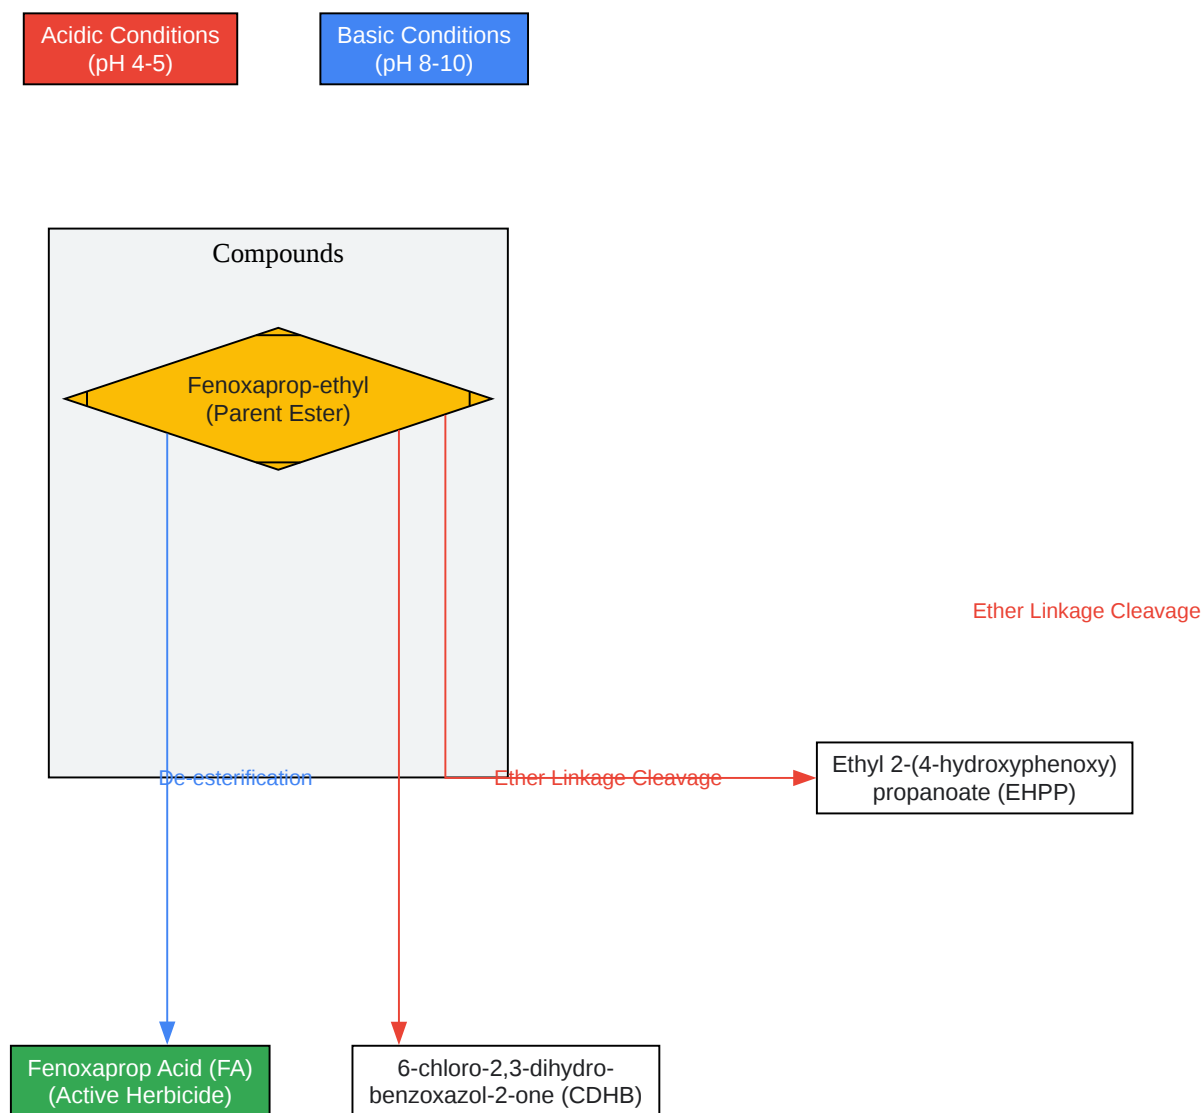 Acidic Conditions
(pH 4-5)
Basic Conditions
(pH 8-10)
Compounds
Fenoxaprop-ethyl
(Parent Ester)
Ether Linkage Cleavage
De-esterification
Ether Linkage Cleavage
Ethyl 2-(4-hydroxyphenoxy)
propanoate (EHPP)
Fenoxaprop Acid (FA)
(Active Herbicide)
6-chloro-2,3-dihydro-
benzoxazol-2-one (CDHB)